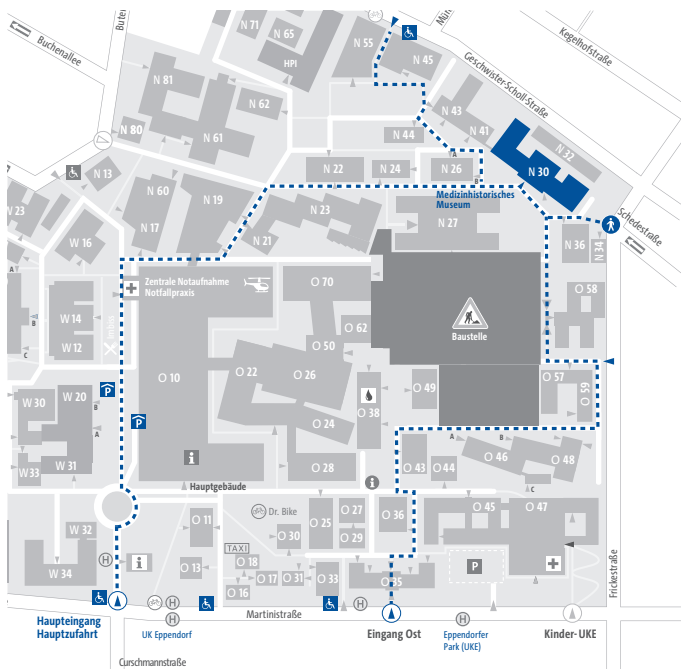 Buchenallee
Bute
N 71
N 65
HPI
N 55
N 45
Mün
Kegelhofstraße
Geschwister-Scholl-Straße
N 81
N 62
N 43
N 41
N 80
N 61
N 44
N 32
N 13
N 22
N 24
N 26
A
B
N 30
N 60
N 19
N 17
Medizinhistorisches
Museum
N 23
N 21
N 27
N 36
N 34
Schedestraße
W 23
W 16
A
B
C
W 14
W 12
Imbiss
Zentrale Notaufnahme
Notfallpraxis
O 70
O 58
O 62
O 50
Baustelle
O 10
O 22
O 26
O 49
O 57
O 59
P
P
W 30
W 20
B
A
O 38
O 24
W 33
W 31
i
O 28
i
O 43
O 44
A
B
O 46
O 48
C
Hauptgebäude
O 11
Dr. Bike
O 25
O 27
O 29
O 30
O 36
O 45
O 47
W 32
W 34
H
i
O 13
TAXI
O 18
O 16
O 17
O 31
O 33
O 35
P
Frickestraße
H
H
UK Eppendorf
Haupteingang
Hauptzufahrt
Martinistraße
H
Eingang Ost
H
Eppendorfer
Park (UKE)
Kinder-UKE
Curschmannstraße